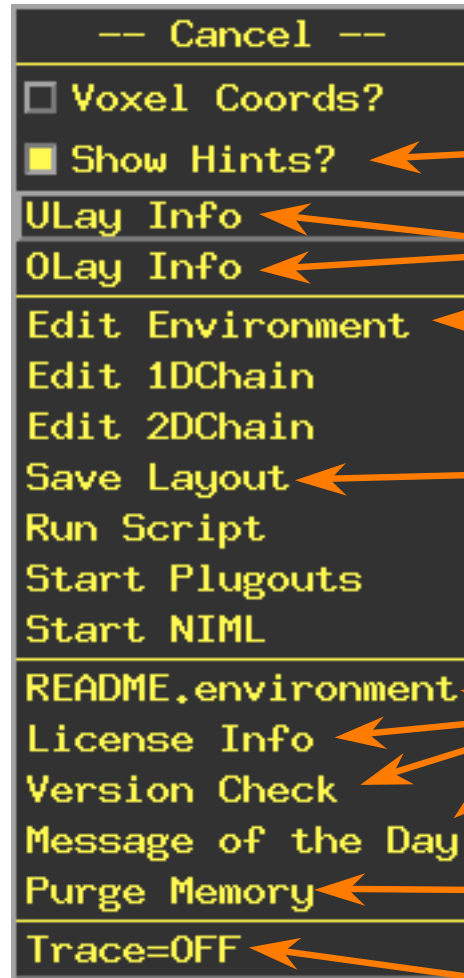 -- Cancel --
Voxel Coords?
Show Hints?
ULay Info
OLay Info
Edit Environment
Edit 1DChain
Edit 2DChain
Save Layout
Run Script
Start Plugouts
Start NIML
README.environment
License Info
Version Check
Message of the Day
Purge Memory
Trace=OFF